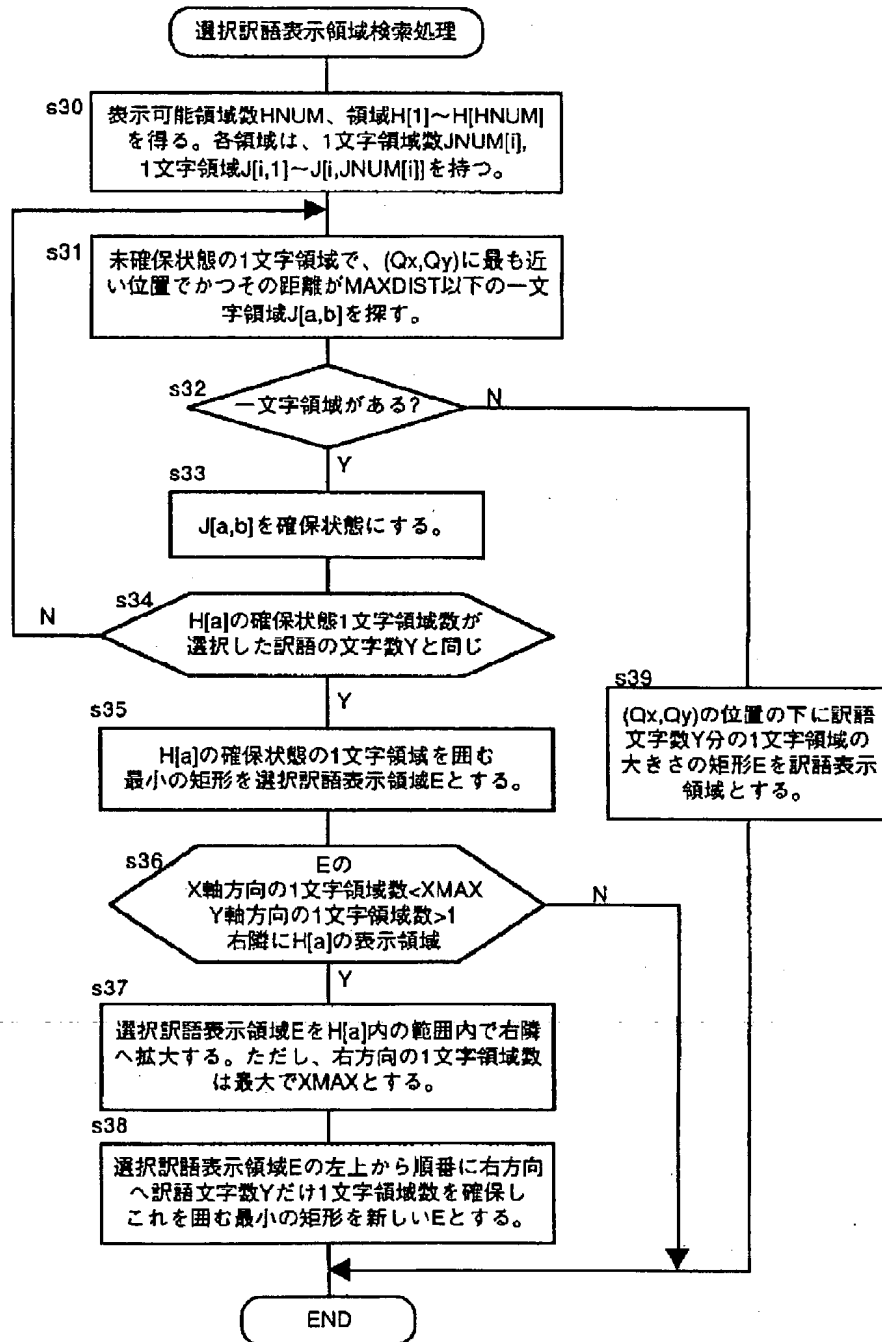 選択訳語表示領域検索処理
s30
表示可能領域数HNUM、領域H[1]～H[HNUM]
を得る。各領域は、1文字領域数JNUM[i],
1文字領域J[i,1]～J[i,JNUM[i]]を持つ。
s31
未確保状態の1文字領域で、(Qx,Qy)に最も近
い位置でかつその距離がMAXDIST以下の一文
字領域J[a,b]を探す。
s32
一文字領域がある?
N
Y
s33
J[a,b]を確保状態にする。
N
s34
H[a]の確保状態1文字領域数が
選択した訳語の文字数Yと同じ
Y
s39
(Qx,Qy)の位置の下に訳語
文字数Y分の1文字領域の
大きさの矩形Eを訳語表示
領域とする。
s35
H[a]の確保状態の1文字領域を囲む
最小の矩形を選択訳語表示領域Eとする。
s36
Eの
X軸方向の1文字領域数<XMAX
Y軸方向の1文字領域数>1
右隣にH[a]の表示領域
N
Y
s37
選択訳語表示領域EをH[a]内の範囲内で右隣
へ拡大する。ただし、右方向の1文字領域数
は最大でXMAXとする。
s38
選択訳語表示領域Eの左上から順番に右方向
へ訳語文字数Yだけ1文字領域数を確保し
これを囲む最小の矩形を新しいEとする。
END